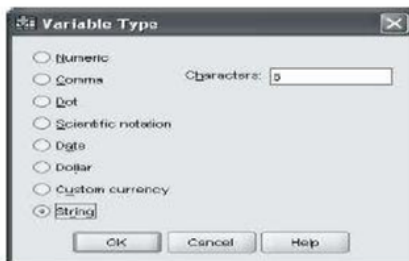 Variable Type
Numeric
Comma
Characters:
Dot
Scientific notation
Date
Dollar
Custom currency
String
OK Cancel Help